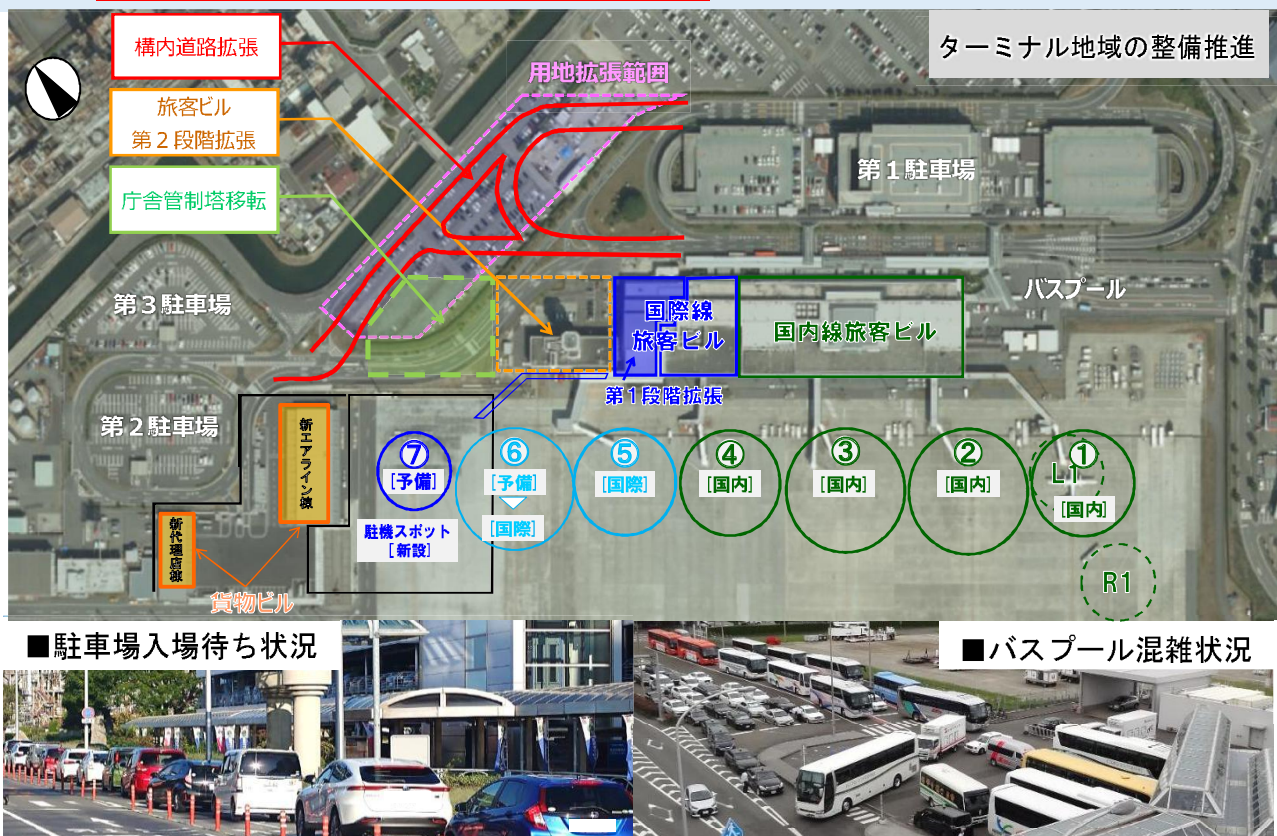 ターミナル地域の整備推進
構内道路拡張
旅客ビル
第２段階拡張
庁舎管制塔移転
用地拡張範囲
第１駐車場
第３駐車場
バスプール
国際線
旅客ビル
国内線旅客ビル
第１段階拡張
第２駐車場
新エアライン棟
新代理店棟
貨物ビル
⑦
[予備]
駐機スポット
[新設]
⑥
[予備]
[国際]
⑤
[国際]
④
[国内]
③
[国内]
②
[国内]
①
L1
[国内]
R1
■駐車場入場待ち状況
■バスプール混雑状況